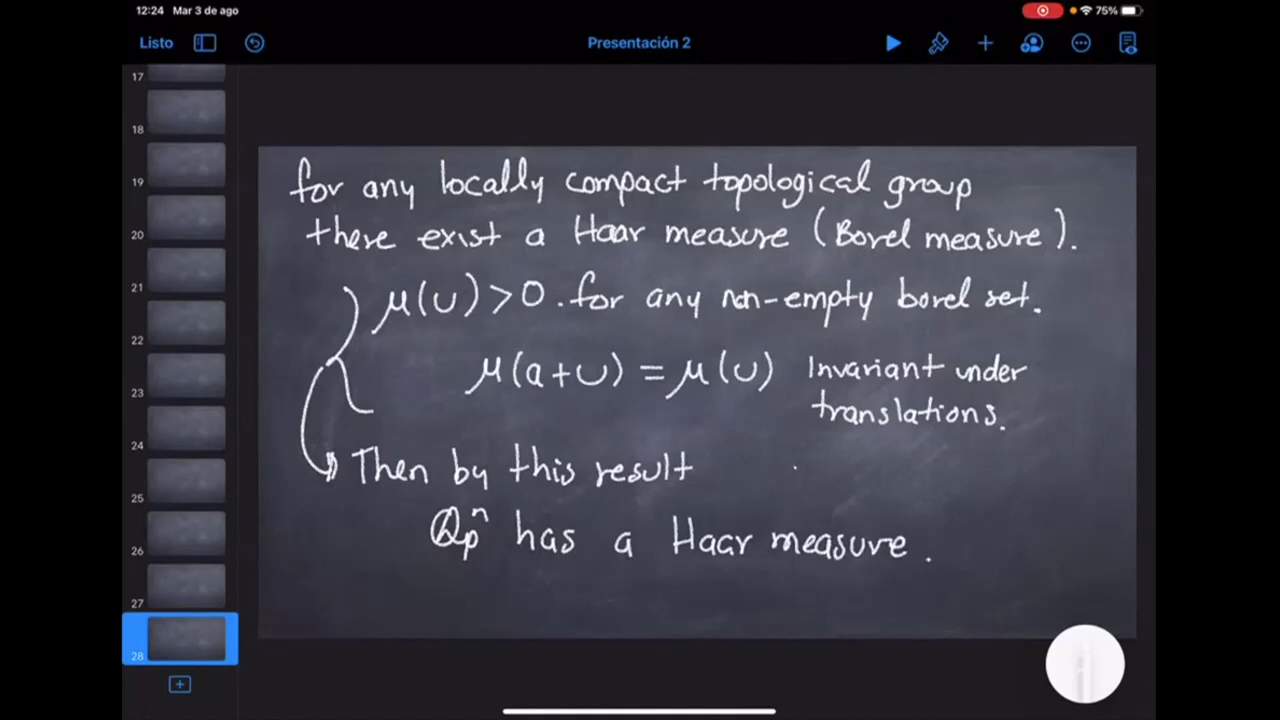 12:24 Mar 3 de ago
75%
Listo
Presentación 2
17
18
19
20
21
22
23
24
25
26
27
28
for any locally compact topological group
there exist a Haar measure (Borel measure).
μ(U) > 0. for any non-empty borel set.
μ(a+U) = μ(U) Invariant under
translations.
Then by this result
ℚₚⁿ has a Haar measure.